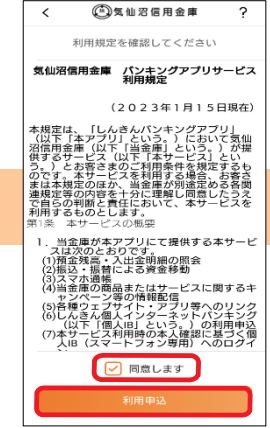 < 気仙沼信用金庫 ?
利用規定を確認してください
気仙沼信用金庫 バンキングアプリサービス
利用規定
(2023年1月15日現在)
本規定は、「しんきんバンキングアプリ」
(以下「本アプリ」という。)において気仙
沼信用金庫(以下「当金庫」という。)が提
供するサービス(以下「本サービス」とい
う。)とお客さまのご利用条件を規定するも
のです。本サービスを利用する場合、お客さ
まは本規定のほか、当金庫が別途定める各関
連規定等の内容を十分に理解し同意したうえ
で自らの判断と責任において、本サービスを
利用するものとします。
第1条 本サービスの概要
1.当金庫が本アプリにて提供する本サービ
スは次のとおりです。
(1)預金残高・入出金明細の照会
(2)振込・振替による資金移動
(3)スマホ通帳
(4)当金庫の商品またはサービスに関するキ
ャンペーン等の情報配信
(5)各種ウェブサイト・アプリ等へのリンク
(6)しんきん個人インターネットバンキング
(以下「個人IB」という。)の利用申込
(7)本サービス利用時の本人確認に基づく個
人IB(スマートフォン専用)へのログイ
同意します
利用申込